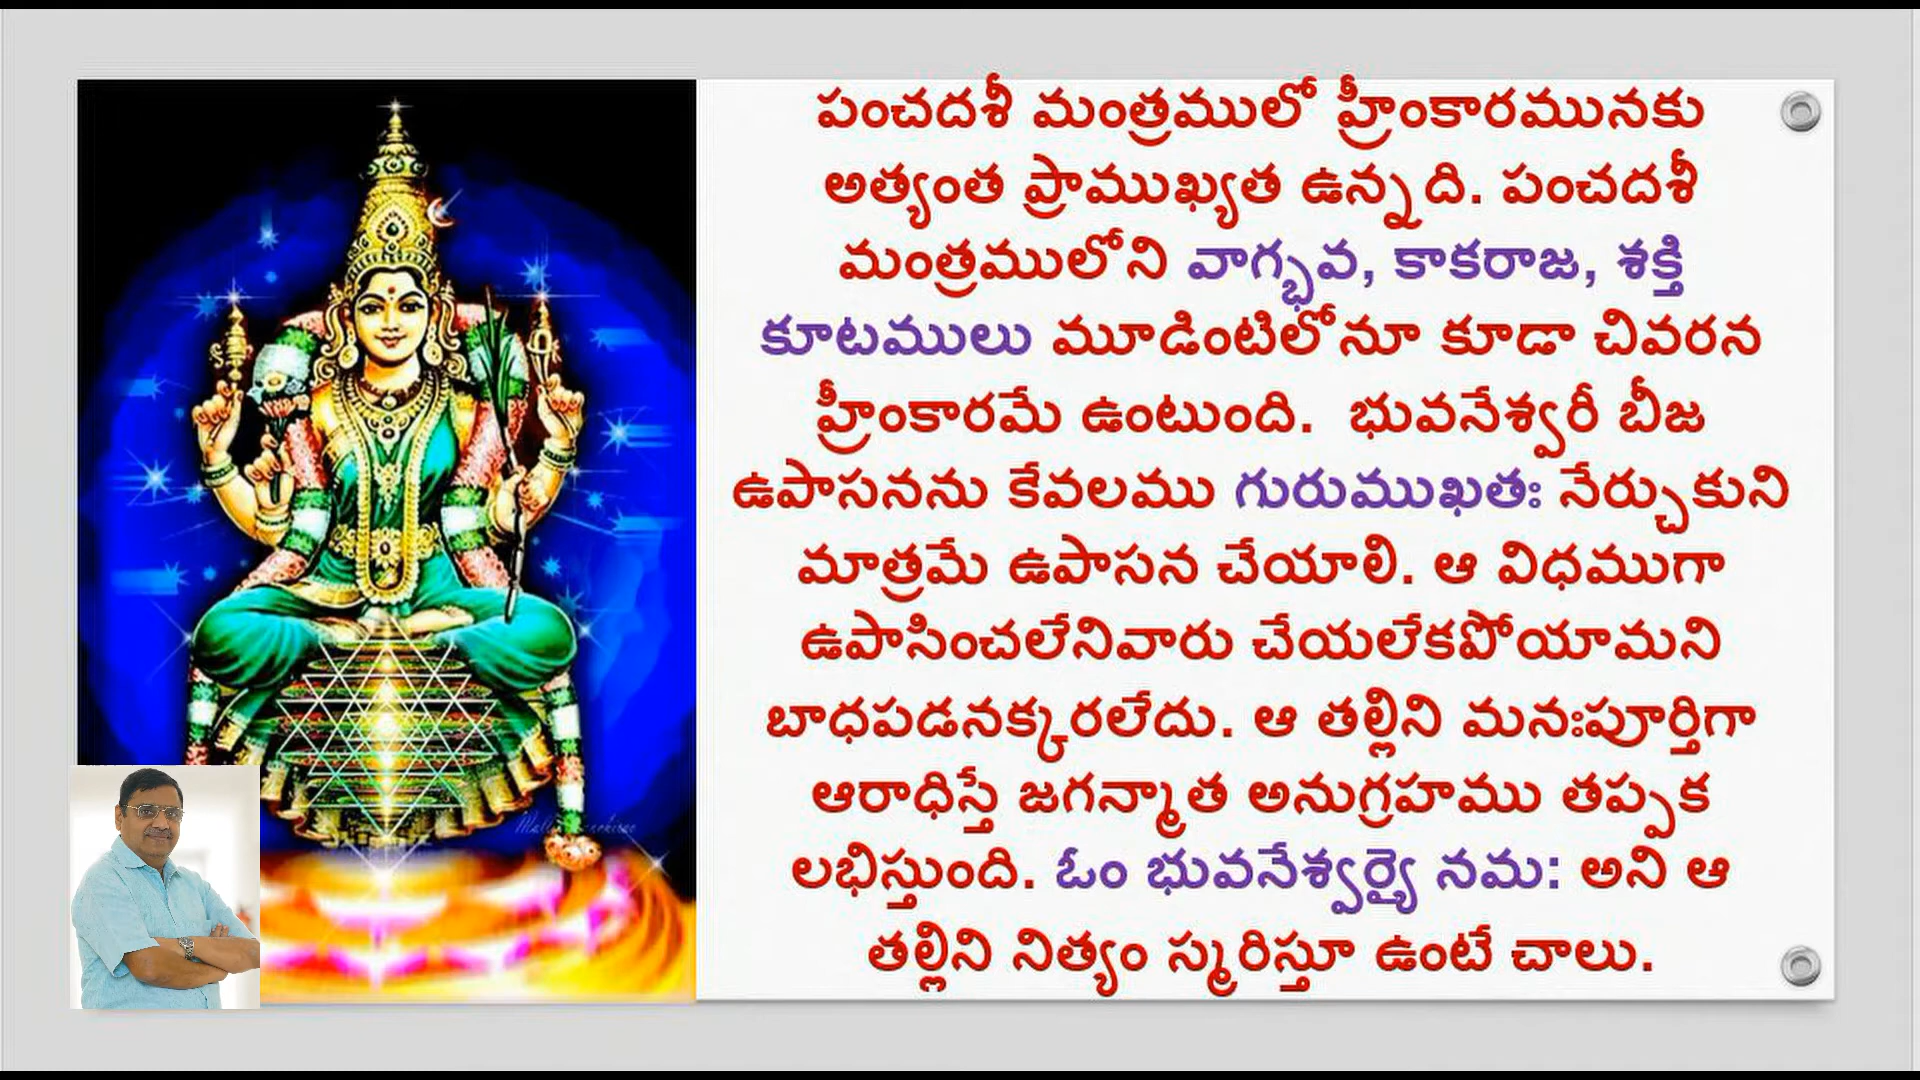 పంచదశీ మంత్రములో హ్రీంకారమునకు
అత్యంత ప్రాముఖ్యత ఉన్నది. పంచదశీ
మంత్రములోని వాగ్భవ, కాకరాజ, శక్తి
కూటములు మూడింటిలోనూ కూడా చివరన
హ్రీంకారమే ఉంటుంది. భువనేశ్వరీ బీజ
ఉపాసనను కేవలము గురుముఖతః నేర్చుకుని
మాత్రమే ఉపాసన చేయాలి. ఆ విధముగా
ఉపాసించలేనివారు చేయలేకపోయామని
బాధపడనక్కరలేదు. ఆ తల్లిని మనఃపూర్తిగా
ఆరాధిస్తే జగన్మాత అనుగ్రహము తప్పక
లభిస్తుంది. ఓం భువనేశ్వర్యై నమ: అని ఆ
తల్లిని నిత్యం స్మరిస్తూ ఉంటే చాలు.